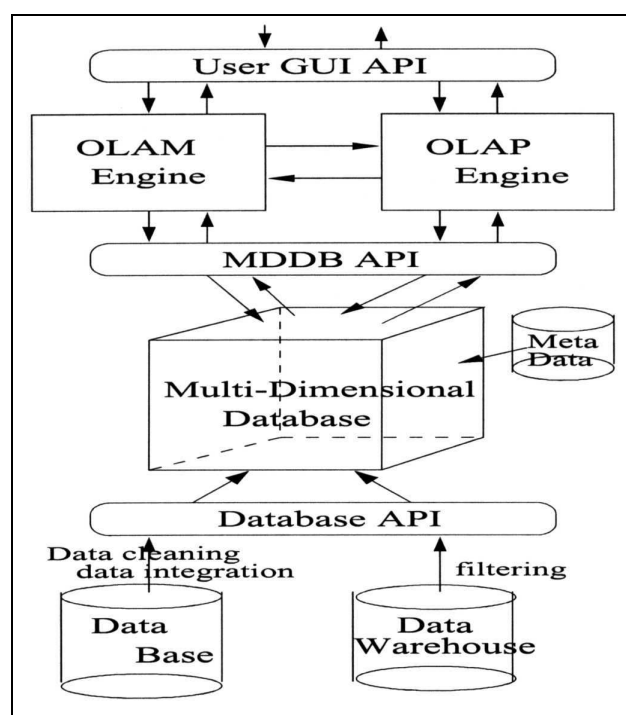 User GUI API
OLAM
Engine
OLAP
Engine
MDDB API
Meta
Data
Multi-Dimensional
Database
Database API
Data cleaning
data integration
filtering
Data
Base
Data
Warehouse